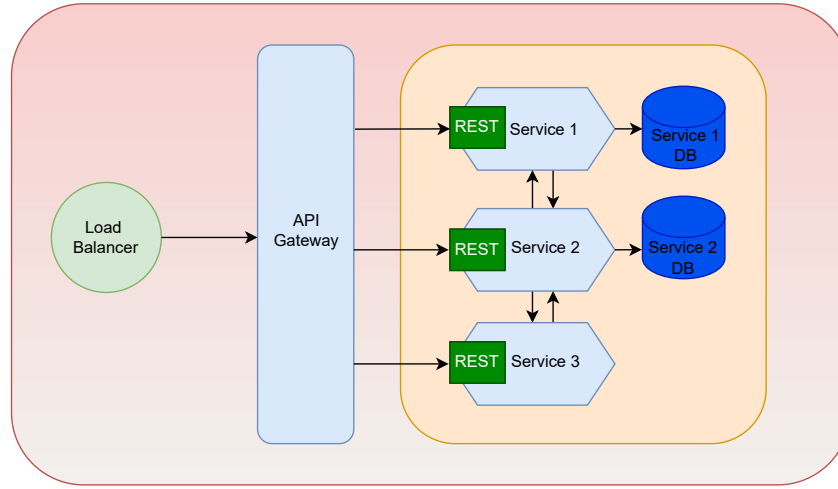 Load
Balancer
API
Gateway
REST
Service 1
Service 1
DB
REST
Service 2
Service 2
DB
REST
Service 3